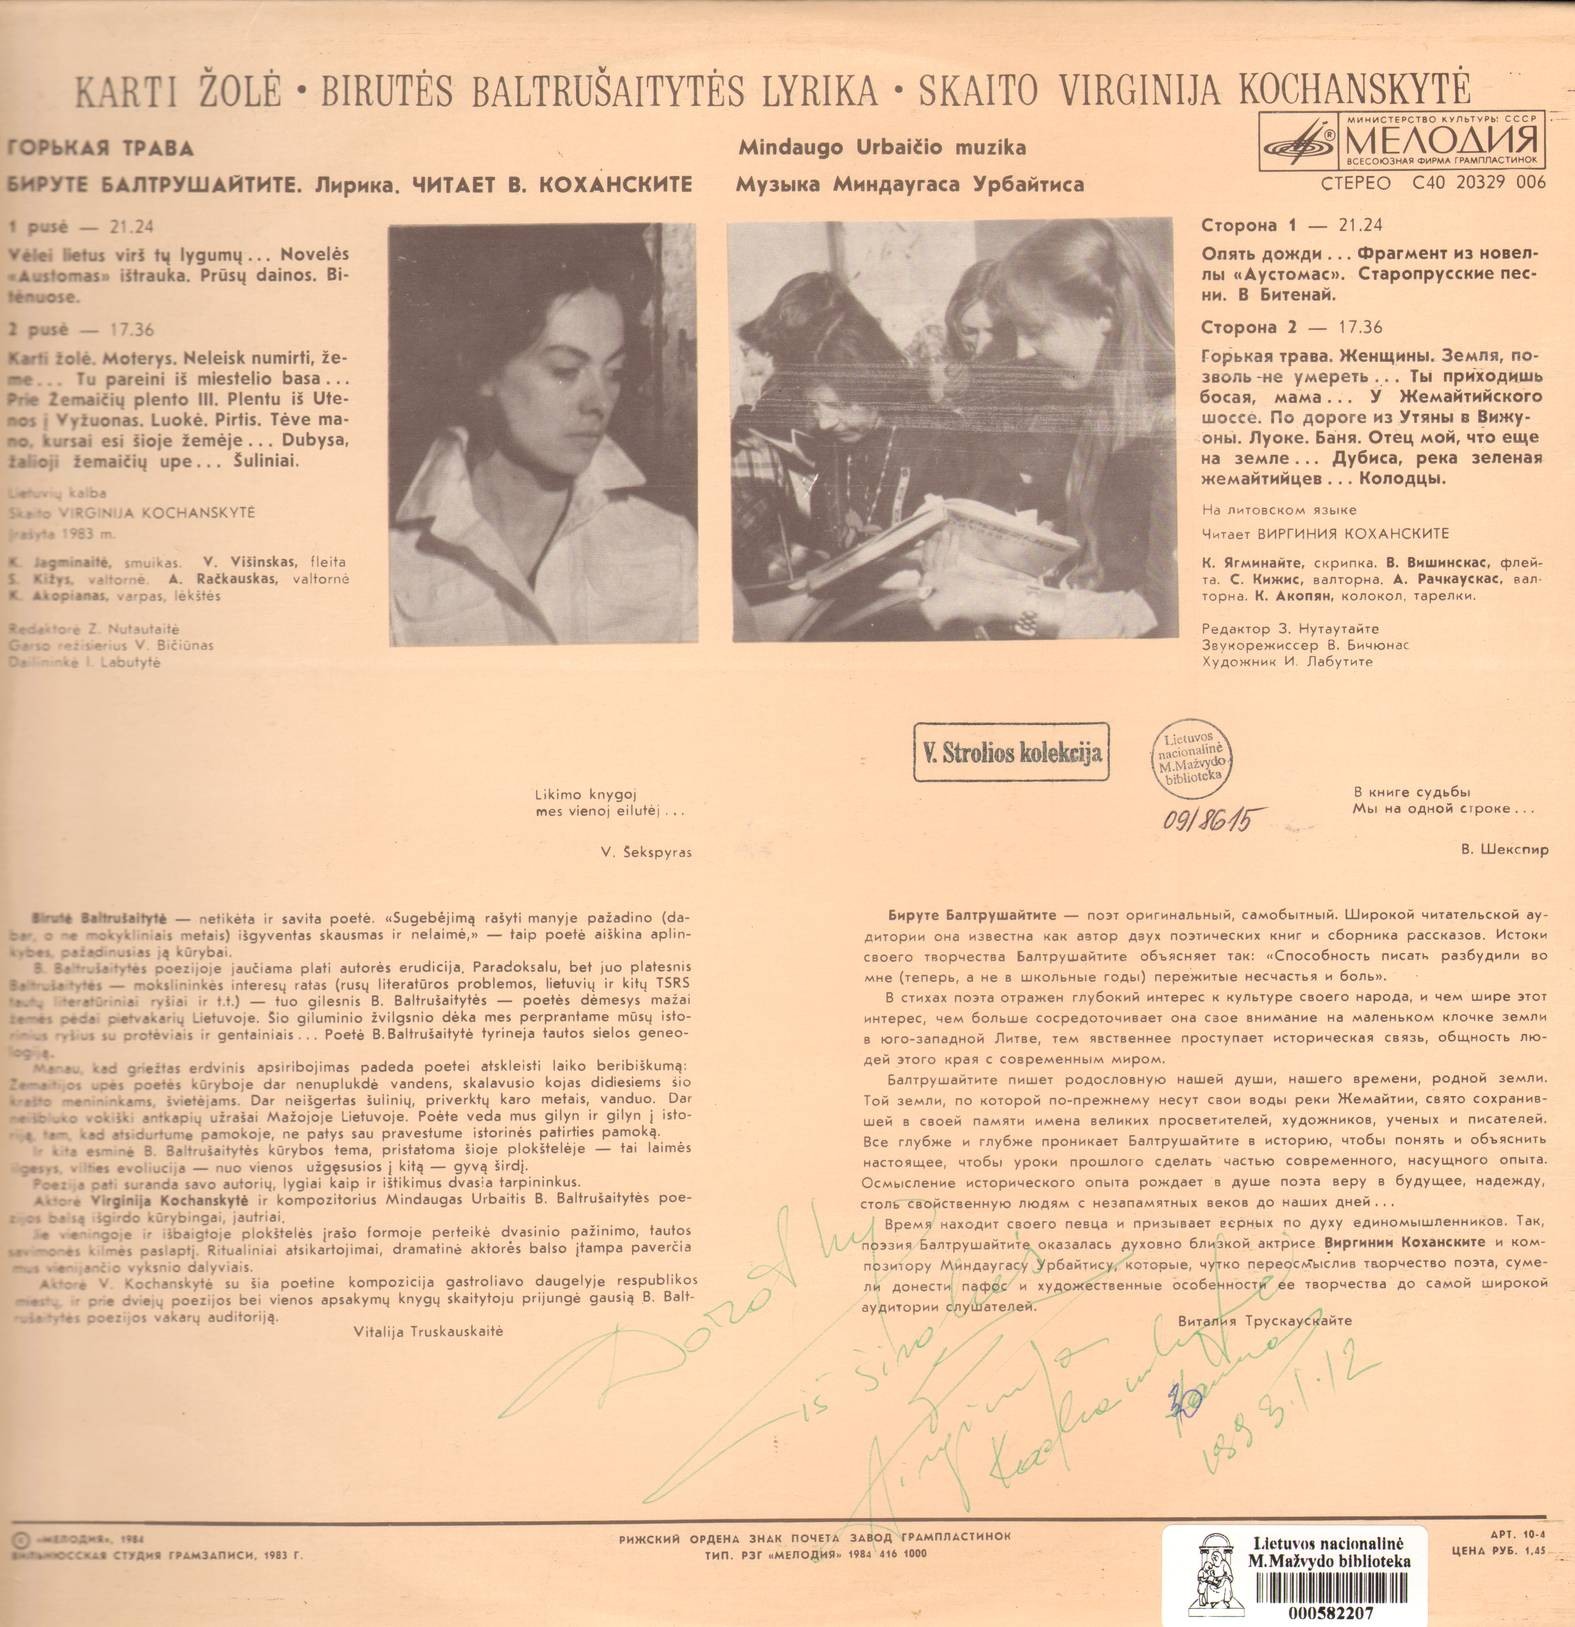 KARTI ŽOLĖ • BIRUTĖS BALTRUŠAITYTĖS LYRIKA • SKAITO VIRGINIJA KOCHANSKYTĖ
ГОРЬКАЯ ТРАВА
БИРУТЕ БАЛТРУШАЙТИТЕ. Лирика. ЧИТАЕТ В. КОХАНСКИТЕ
Mindaugo Urbaičio muzika
Музыка Миндаугаса Урбайтиса
МИНИСТЕРСТВО КУЛЬТУРЫ СССР
МЕЛОДИЯ
ВСЕСОЮЗНАЯ ФИРМА ГРАМПЛАСТИНОК
СТЕРЕО С40 20329 006
1 pusė — 21.24
Vėlei lietus virš tų lygumų... Novelės
«Austomas» ištrauka. Prūsų dainos. Bi-
tėnuose.
2 pusė — 17.36
Karti žolė. Moterys. Neleisk numirti, že-
me... Tu pareini iš miestelio basa...
Prie Žemaičių plento III. Plentu iš Ute-
nos į Vyžuonas. Luokė. Pirtis. Tėve ma-
no, kursai esi šioje žemėje... Dubysa,
žalioji žemaičių upe... Šuliniai.
Lietuvių kalba
Skaito VIRGINIJA KOCHANSKYTĖ
Įrašyta 1983 m.
K. Jagminaitė, smuikas. V. Višinskas, fleita
S. Kižys, valtornė. A. Račkauskas, valtornė
K. Akopianas, varpas, lėkštės
Redaktorė Z. Nutautaitė
Garso režisierius V. Bičiūnas
Dailininkė I. Labutytė
Сторона 1 — 21.24
Опять дожди... Фрагмент из новел-
лы «Аустомас». Старопрусские пес-
ни. В Битенай.
Сторона 2 — 17.36
Горькая трава. Женщины. Земля, по-
зволь-не умереть... Ты приходишь
босая, мама... У Жемайтийского
шоссе. По дороге из Утяны в Вижу-
оны. Луоке. Баня. Отец мой, что еще
на земле... Дубиса, река зеленая
жемайтийцев... Колодцы.
На литовском языке
Читает ВИРГИНИЯ КОХАНСКИТЕ
К. Ягминайте, скрипка. В. Вишинскас, флей-
та. С. Кижис, валторна. А. Рачкаускас, вал-
торна. К. Акопян, колокол, тарелки.
Редактор З. Нутаутайте
Звукорежиссер В. Бичюнас
Художник И. Лабутите
V. Strolios kolekcija
Lietuvos
nacionalinė
M.Mažvydo
biblioteka
09/8615
Likimo knygoj
mes vienoj eilutėj...
V. Šekspyras
В книге судьбы
Мы на одной строке...
В. Шекспир
Birutė Baltrušaitytė — netikėta ir savita poetė. «Sugebėjimą rašyti manyje pažadino (da-
bar, o ne mokykliniais metais) išgyventas skausmas ir nelaimė,» — taip poetė aiškina aplin-
kybes, pažadinusias ją kūrybai.
B. Baltrušaitytės poezijoje jaučiama plati autorės erudicija. Paradoksalu, bet juo platesnis
Baltrušaitytės — mokslininkės interesų ratas (rusų literatūros problemos, lietuvių ir kitų TSRS
tautų literatūriniai ryšiai ir t.t.) — tuo gilesnis B. Baltrušaitytės — poetės dėmesys mažai
žemės pėdai pietvakarių Lietuvoje. Šio giluminio žvilgsnio dėka mes perprantame mūsų isto-
rinius ryšius su protėviais ir gentainiais... Poetė B.Baltrušaitytė tyrinėja tautos sielos geneo-
logiją.
Manau, kad griežtas erdvinis apsiribojimas padeda poetei atskleisti laiko beribiškumą:
Žemaitijos upės poetės kūryboje dar nenuplukdė vandens, skalavusio kojas didiesiems šio
krašto menininkams, švietėjams. Dar neišgertas šulinių, priverktų karo metais, vanduo. Dar
neišbluko vokiški antkapių užrašai Mažojoje Lietuvoje. Poėte veda mus gilyn ir gilyn į isto-
riją, tam, kad atsidurtume pamokoje, ne patys sau pravestume istorinės patirties pamoką.
Ir kita esminė B. Baltrušaitytės kūrybos tema, pristatoma šioje plokštelėje — tai laimės
ilgesys, vilties evoliucija — nuo vienos užgęsusios į kitą — gyvą širdį.
Poezija pati suranda savo autorių, lygiai kaip ir ištikimus dvasia tarpininkus.
Aktorė Virginija Kochanskytė ir kompozitorius Mindaugas Urbaitis B. Baltrušaitytės poe-
zijos balsą išgirdo kūrybingai, jautriai.
Jie vieningoje ir išbaigtoje plokštelės įrašo formoje perteikė dvasinio pažinimo, tautos
savimonės kilmės paslaptį. Ritualiniai atsikartojimai, dramatinė aktorės balso įtampa paverčia
mus vienijančio vyksnio dalyviais.
Aktorė V. Kochanskytė su šia poetine kompozicija gastroliavo daugelyje respublikos
miestų, ir prie dviejų poezijos bei vienos apsakymų knygų skaitytoju prijungė gausią B. Balt-
rušaitytės poezijos vakarų auditoriją.
Vitalija Truskauskaitė
Бируте Балтрушайтите — поэт оригинальный, самобытный. Широкой читательской ау-
дитории она известна как автор двух поэтических книг и сборника рассказов. Истоки
своего творчества Балтрушайтите объясняет так: «Способность писать разбудили во
мне (теперь, а не в школьные годы) пережитые несчастья и боль».
В стихах поэта отражен глубокий интерес к культуре своего народа, и чем шире этот
интерес, чем больше сосредоточивает она свое внимание на маленьком клочке земли
в юго-западной Литве, тем явственнее проступает историческая связь, общность лю-
дей этого края с современным миром.
Балтрушайтите пишет родословную нашей души, нашего времени, родной земли.
Той земли, по которой по-прежнему несут свои воды реки Жемайтии, свято сохранив-
шей в своей памяти имена великих просветителей, художников, ученых и писателей.
Все глубже и глубже проникает Балтрушайтите в историю, чтобы понять и объяснить
настоящее, чтобы уроки прошлого сделать частью современного, насущного опыта.
Осмысление исторического опыта рождает в душе поэта веру в будущее, надежду,
столь свойственную людям с незапамятных веков до наших дней...
Время находит своего певца и призывает верных по духу единомышленников. Так,
поэзия Балтрушайтите оказалась духовно близкой актрисе Виргинии Коханските и ком-
позитору Миндаугасу Урбайтису, которые, чутко переосмыслив творчество поэта, суме-
ли донести пафос и художественные особенности ее творчества до самой широкой
аудитории слушателей.
Виталия Трускаускайте
iš širdies
Virginija
Kochanskytė
Kaunas
1993.1.12
© «МЕЛОДИЯ», 1984
ВИЛЬНЮССКАЯ СТУДИЯ ГРАМЗАПИСИ, 1983 Г.
РИЖСКИЙ ОРДЕНА ЗНАК ПОЧЕТА ЗАВОД ГРАМПЛАСТИНОК
ТИП. РЗГ «МЕЛОДИЯ» 1984 416 1000
АРТ. 10-4
ЦЕНА РУБ. 1,45
Lietuvos nacionalinė
M.Mažvydo biblioteka
000582207